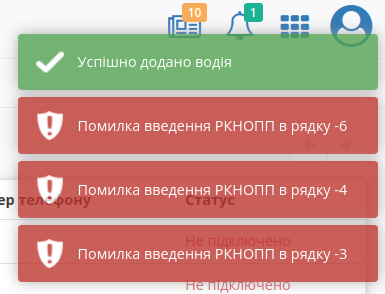 10
1
Успішно додано водія
Помилка введення РКНОПП в рядку -6
Помилка введення РКНОПП в рядку -4
ер телефону
Статус
Не підключено
Помилка введення РКНОПП в рядку -3
Не підключено